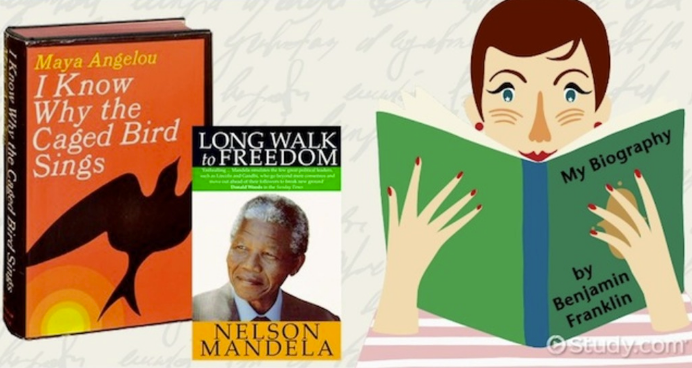 Maya Angelou
I Know
Why the
Caged Bird
Sings
I Know Why the Caged Bird Sings
LONG WALK
to FREEDOM
NELSON
MANDELA
My Biography
by
Benjamin
Franklin
© Study.com